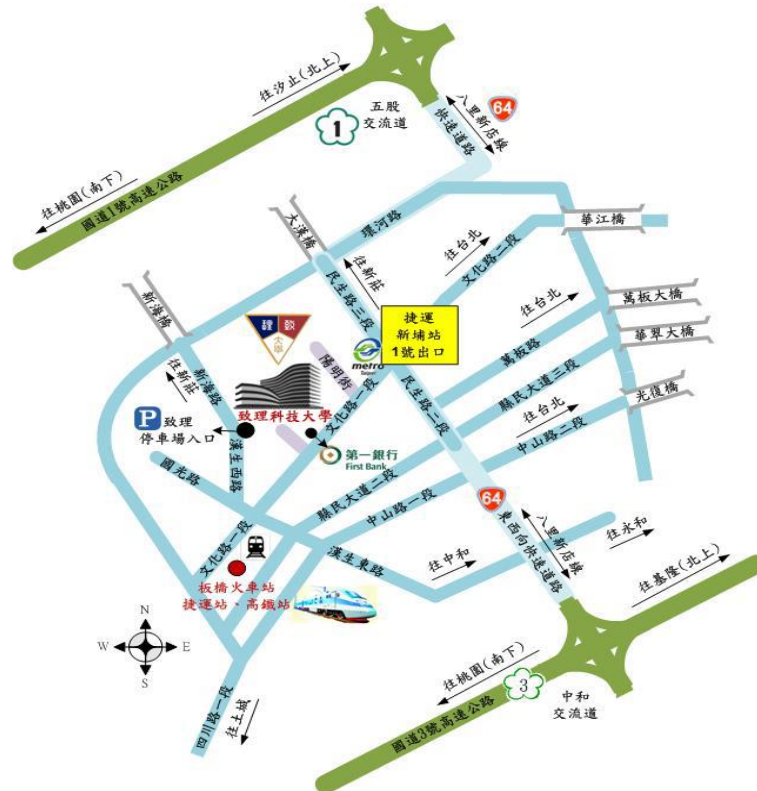 往汐止(北上)
五股
交流道
1
64
八里新店線
快速道路
往桃園(南下)
國道1號高速公路
大漢橋
環河路
往台北
文化路二段
華江橋
往新莊
民生路三段
新海橋
往新莊
新海路
致理
大學
陽明街
metro
Taipei
捷運
新埔站
1號出口
往台北
萬板路
萬板大橋
華翠大橋
縣民大道三段
光復橋
往台北
中山路二段
民生路二段
文化路一段
致理科技大學
P 致理
停車場入口
漢生西路
第一銀行
First Bank
國光路
縣民大道二段
中山路一段
64
東西向快速道路
八里新店線
文化路一段
漢生東路
往中和
往永和
板橋火車站
捷運站、高鐵站
N
W
E
S
往基隆(北上)
往桃園(南下)
國道3號高速公路
3
中和
交流道
四川路一段
往土城